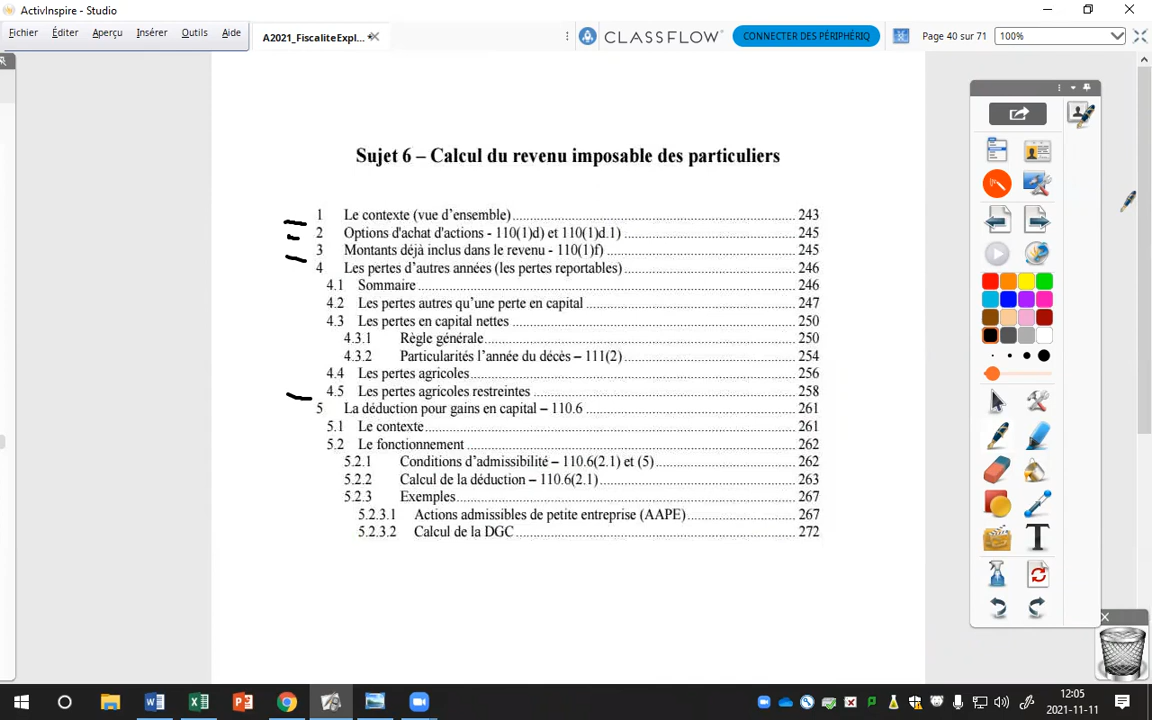 ActivInspire - Studio
Fichier Éditer Aperçu Insérer Outils Aide
A2021_FiscaliteExpl...
CLASSFLOW
CONNECTER DES PÉRIPHÉRIQ
Page 40 sur 71
100%
Sujet 6 – Calcul du revenu imposable des particuliers
1 Le contexte (vue d'ensemble) 243
2 Options d'achat d'actions - 110(1)d) et 110(1)d.1) 245
3 Montants déjà inclus dans le revenu - 110(1)f) 245
4 Les pertes d'autres années (les pertes reportables) 246
4.1 Sommaire 246
4.2 Les pertes autres qu'une perte en capital 247
4.3 Les pertes en capital nettes 250
4.3.1 Règle générale 250
4.3.2 Particularités l'année du décès – 111(2) 254
4.4 Les pertes agricoles 256
4.5 Les pertes agricoles restreintes 258
5 La déduction pour gains en capital – 110.6 261
5.1 Le contexte 261
5.2 Le fonctionnement 262
5.2.1 Conditions d'admissibilité – 110.6(2.1) et (5) 262
5.2.2 Calcul de la déduction – 110.6(2.1) 263
5.2.3 Exemples 267
5.2.3.1 Actions admissibles de petite entreprise (AAPE) 267
5.2.3.2 Calcul de la DGC 272
12:05
2021-11-11